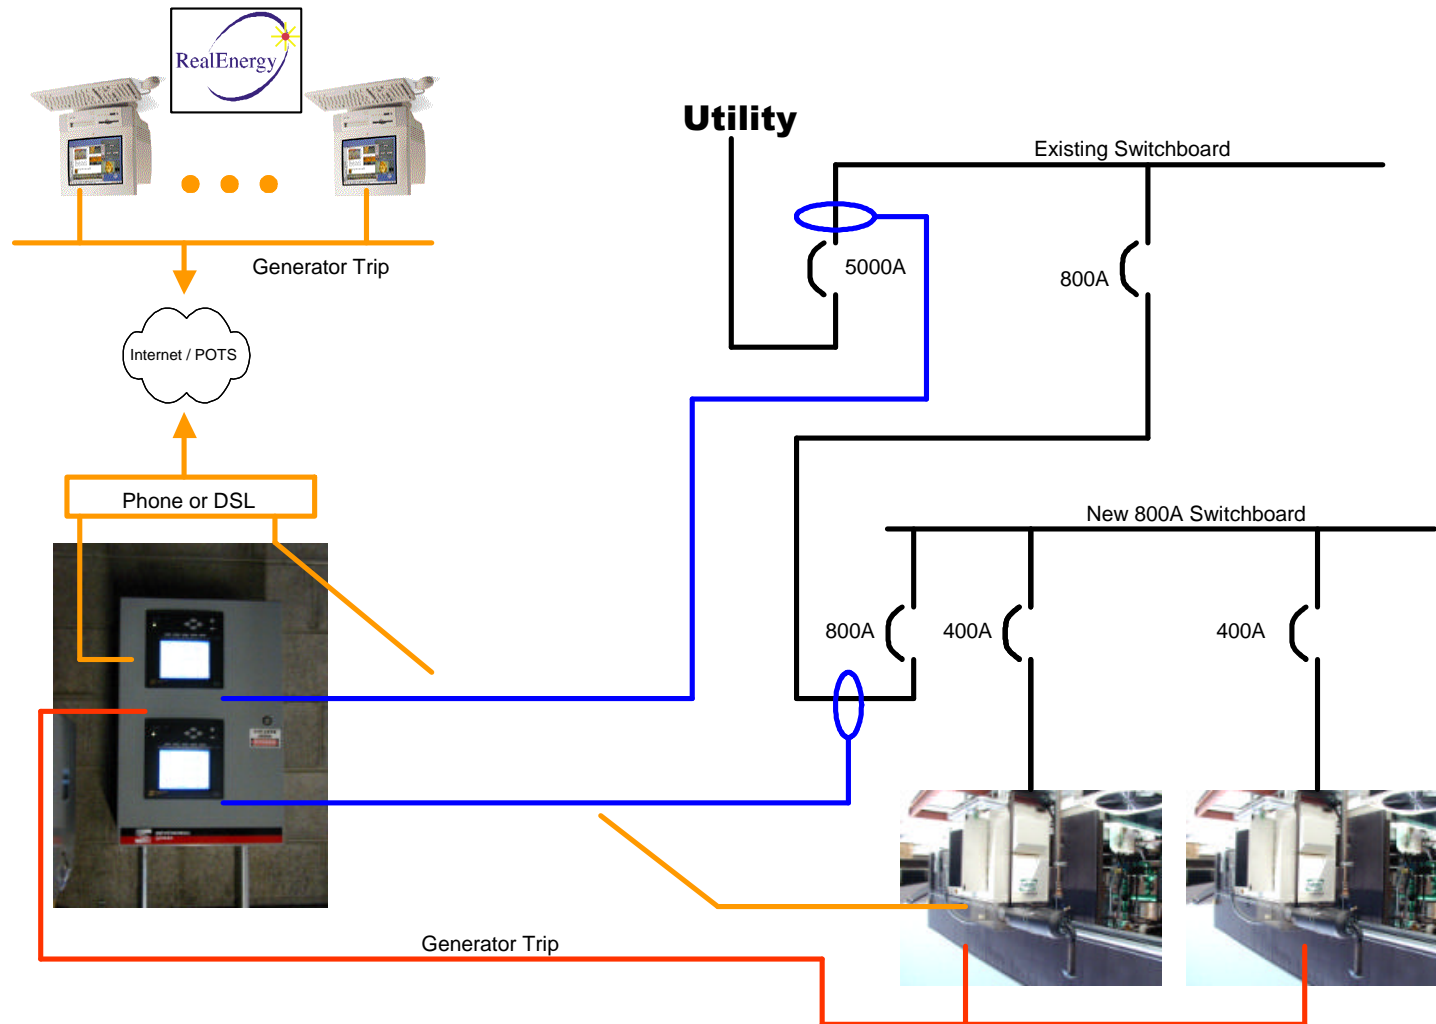 RealEnergy
Utility
Existing Switchboard
Generator Trip
5000A
800A
Internet / POTS
Phone or DSL
New 800A Switchboard
800A
400A
400A
Generator Trip